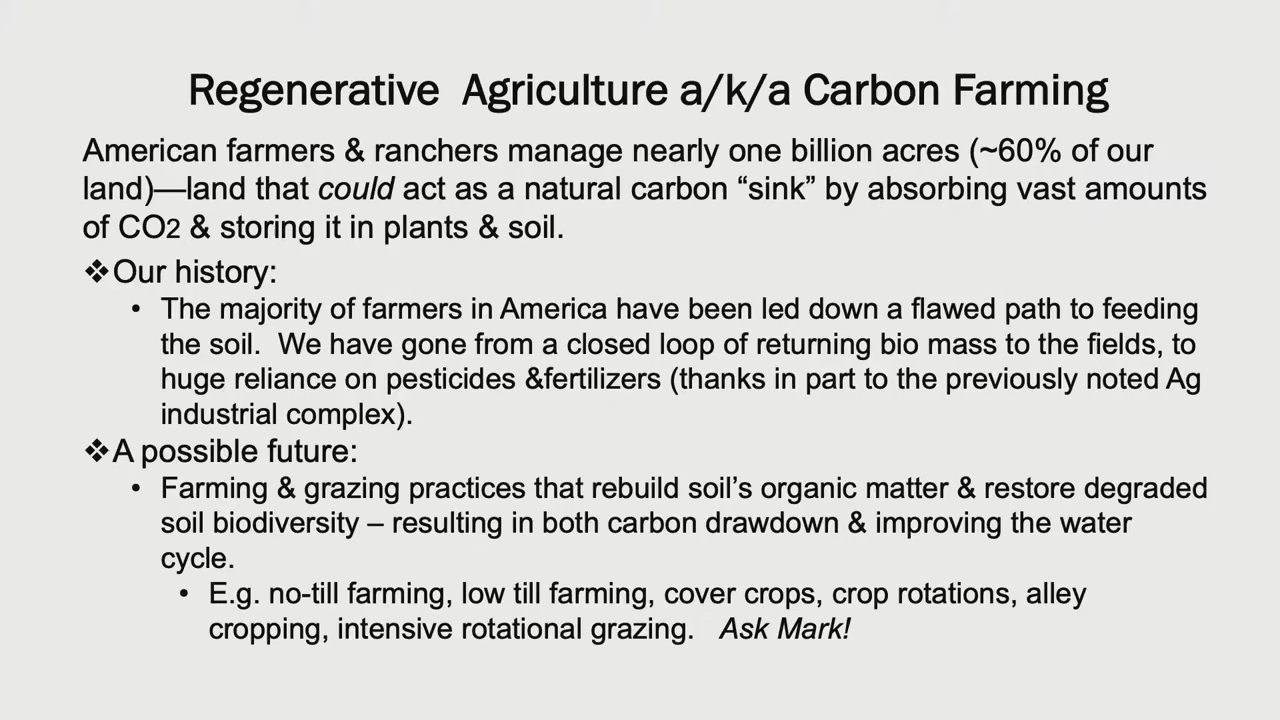 Regenerative  Agriculture a/k/a Carbon Farming
American farmers & ranchers manage nearly one billion acres (~60% of our
land)—land that could act as a natural carbon “sink” by absorbing vast amounts
of CO2 & storing it in plants & soil.
❖Our history:
• The majority of farmers in America have been led down a flawed path to feeding
the soil.  We have gone from a closed loop of returning bio mass to the fields, to
huge reliance on pesticides &fertilizers (thanks in part to the previously noted Ag
industrial complex).
❖A possible future:
• Farming & grazing practices that rebuild soil’s organic matter & restore degraded
soil biodiversity – resulting in both carbon drawdown & improving the water
cycle.
• E.g. no-till farming, low till farming, cover crops, crop rotations, alley
cropping, intensive rotational grazing.   Ask Mark!